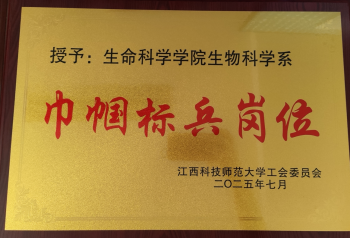 授予：生命科学学院生物科学系
巾帼标兵岗位
江西科技师范大学工会委员会
二〇二五年七月